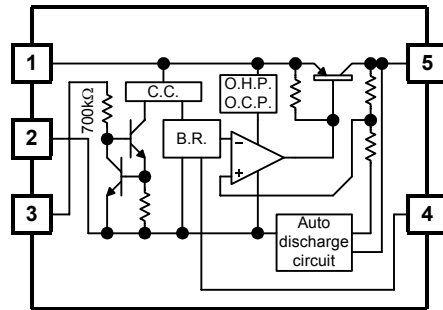 1
5
C.C.
O.H.P.
O.C.P.
700kΩ
2
B.R.
−
+
3
4
Auto
discharge
circuit